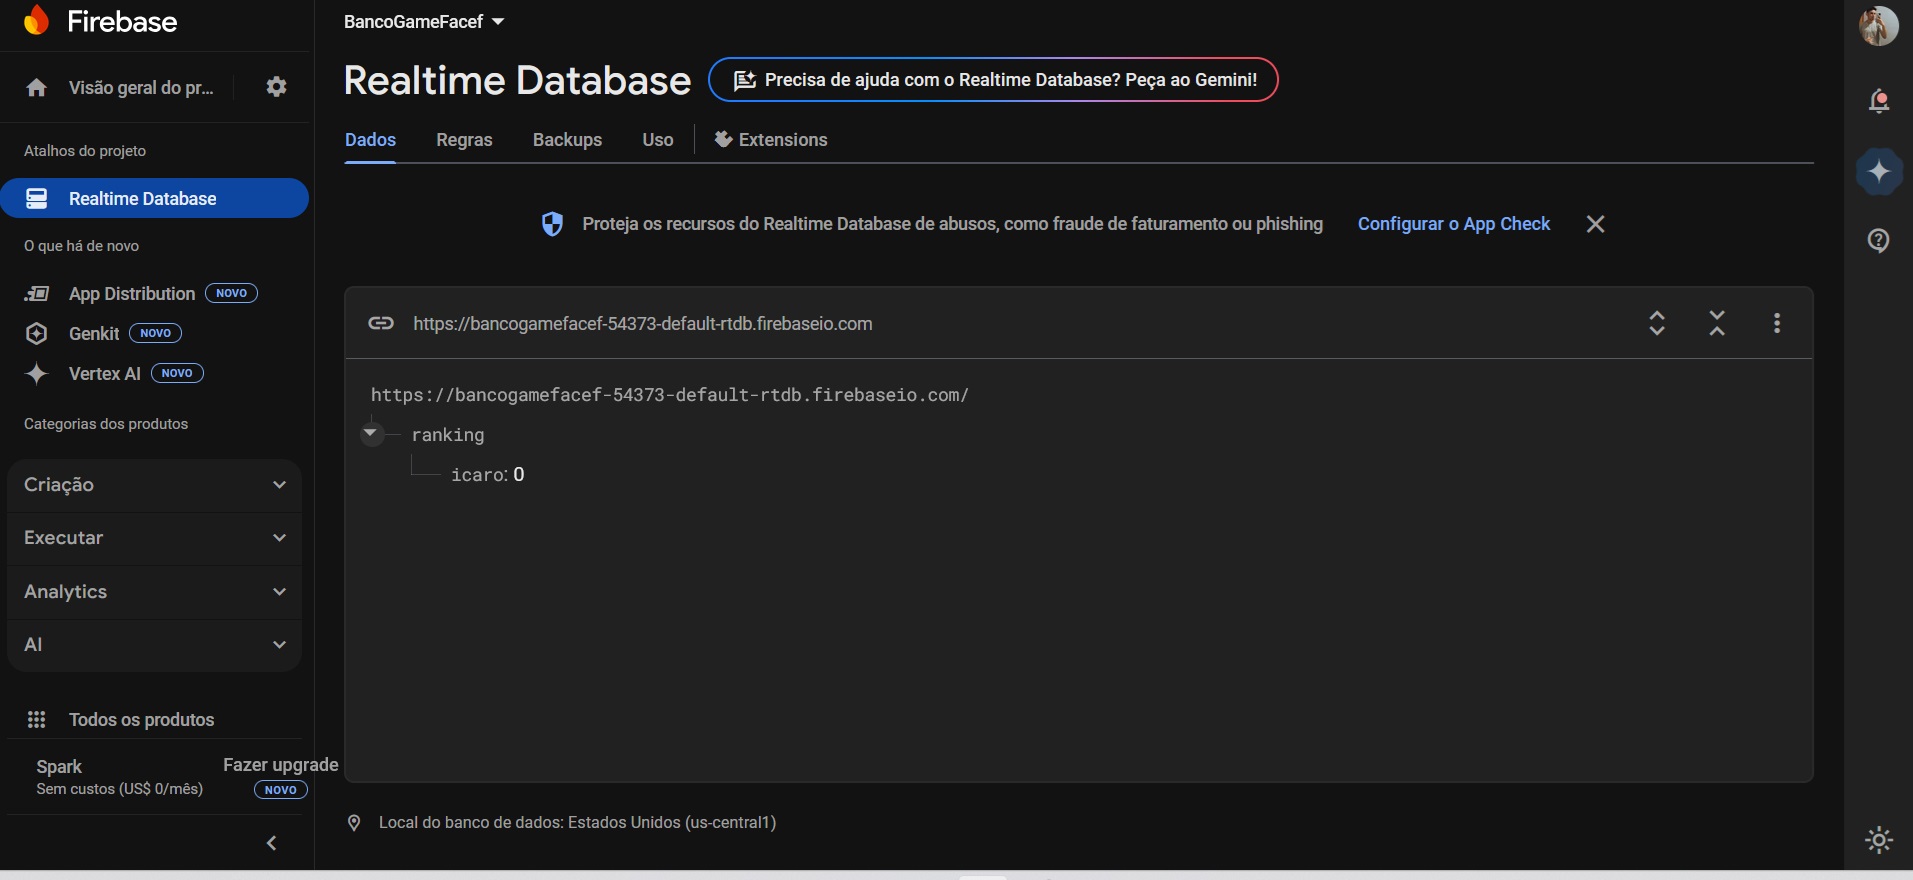 Firebase
Visão geral do pr...
Atalhos do projeto
Realtime Database
O que há de novo
App Distribution NOVO
Genkit NOVO
Vertex AI NOVO
Categorias dos produtos
Criação
Executar
Analytics
AI
Todos os produtos
Spark
Sem custos (US$ 0/mês)
Fazer upgrade
NOVO
BancoGameFacef
Realtime Database
Precisa de ajuda com o Realtime Database? Peça ao Gemini!
Dados Regras Backups Uso Extensions
Proteja os recursos do Realtime Database de abusos, como fraude de faturamento ou phishing Configurar o App Check
https://bancogamefacef-54373-default-rtdb.firebaseio.com
https://bancogamefacef-54373-default-rtdb.firebaseio.com/
ranking
icaro: 0
Local do banco de dados: Estados Unidos (us-central1)